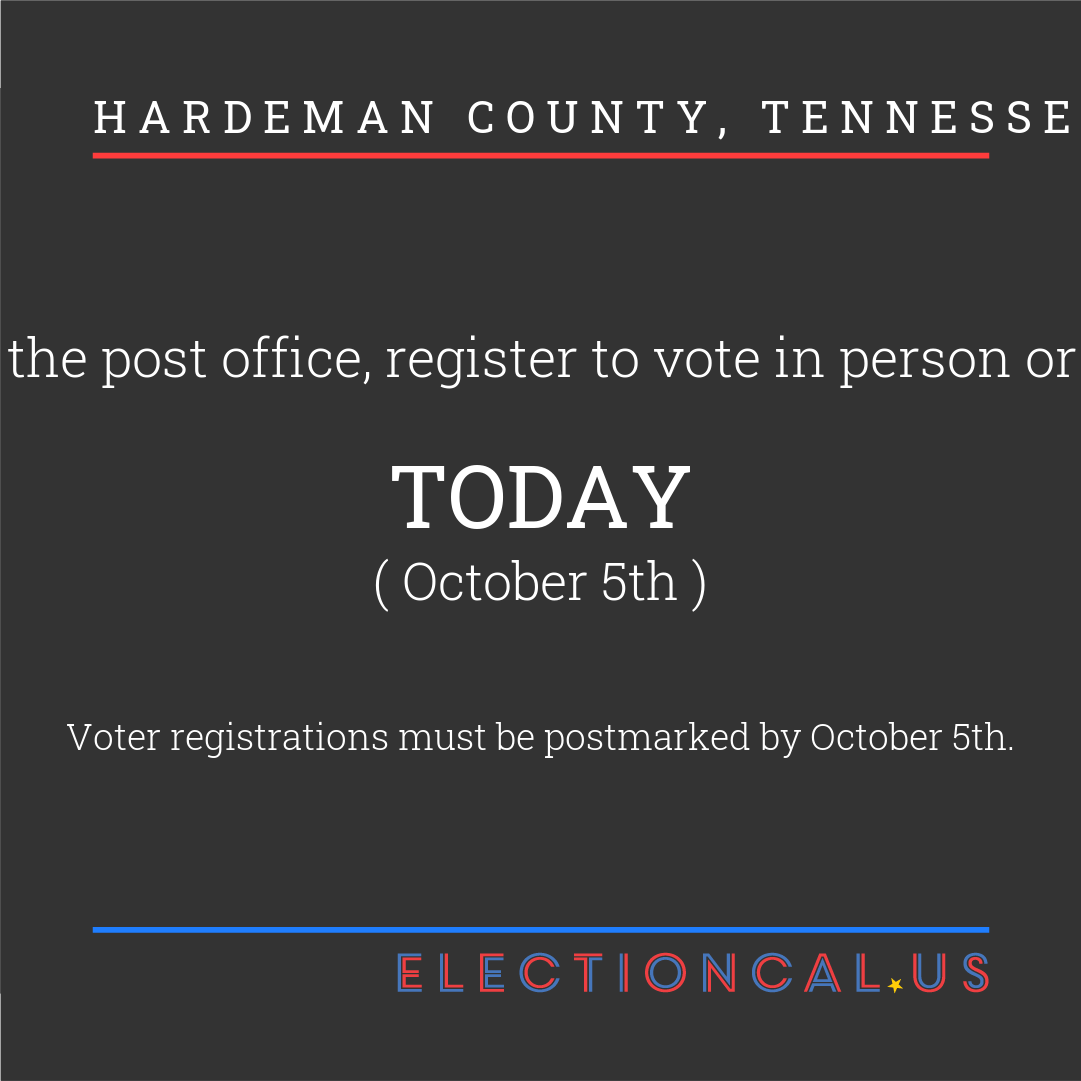 HARDEMAN COUNTY, TENNESSE
the post office, register to vote in person or
TODAY
( October 5th )
Voter registrations must be postmarked by October 5th.
ELECTIONCAL.US